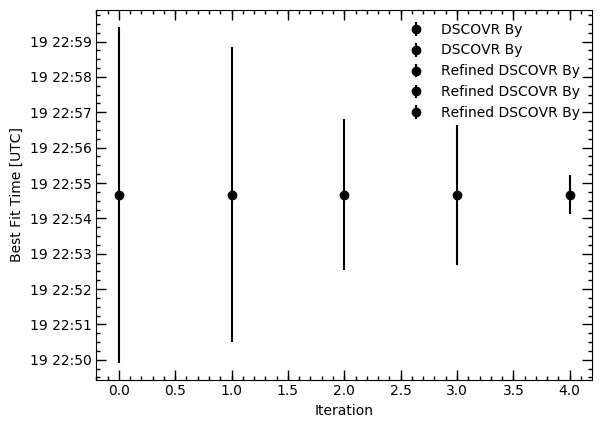 DSCOVR By
DSCOVR By
Refined DSCOVR By
Refined DSCOVR By
Refined DSCOVR By
19 22:59
19 22:58
19 22:57
19 22:56
19 22:55
19 22:54
19 22:53
19 22:52
19 22:51
19 22:50
Best Fit Time [UTC]
0.0 0.5 1.0 1.5 2.0 2.5 3.0 3.5 4.0
Iteration